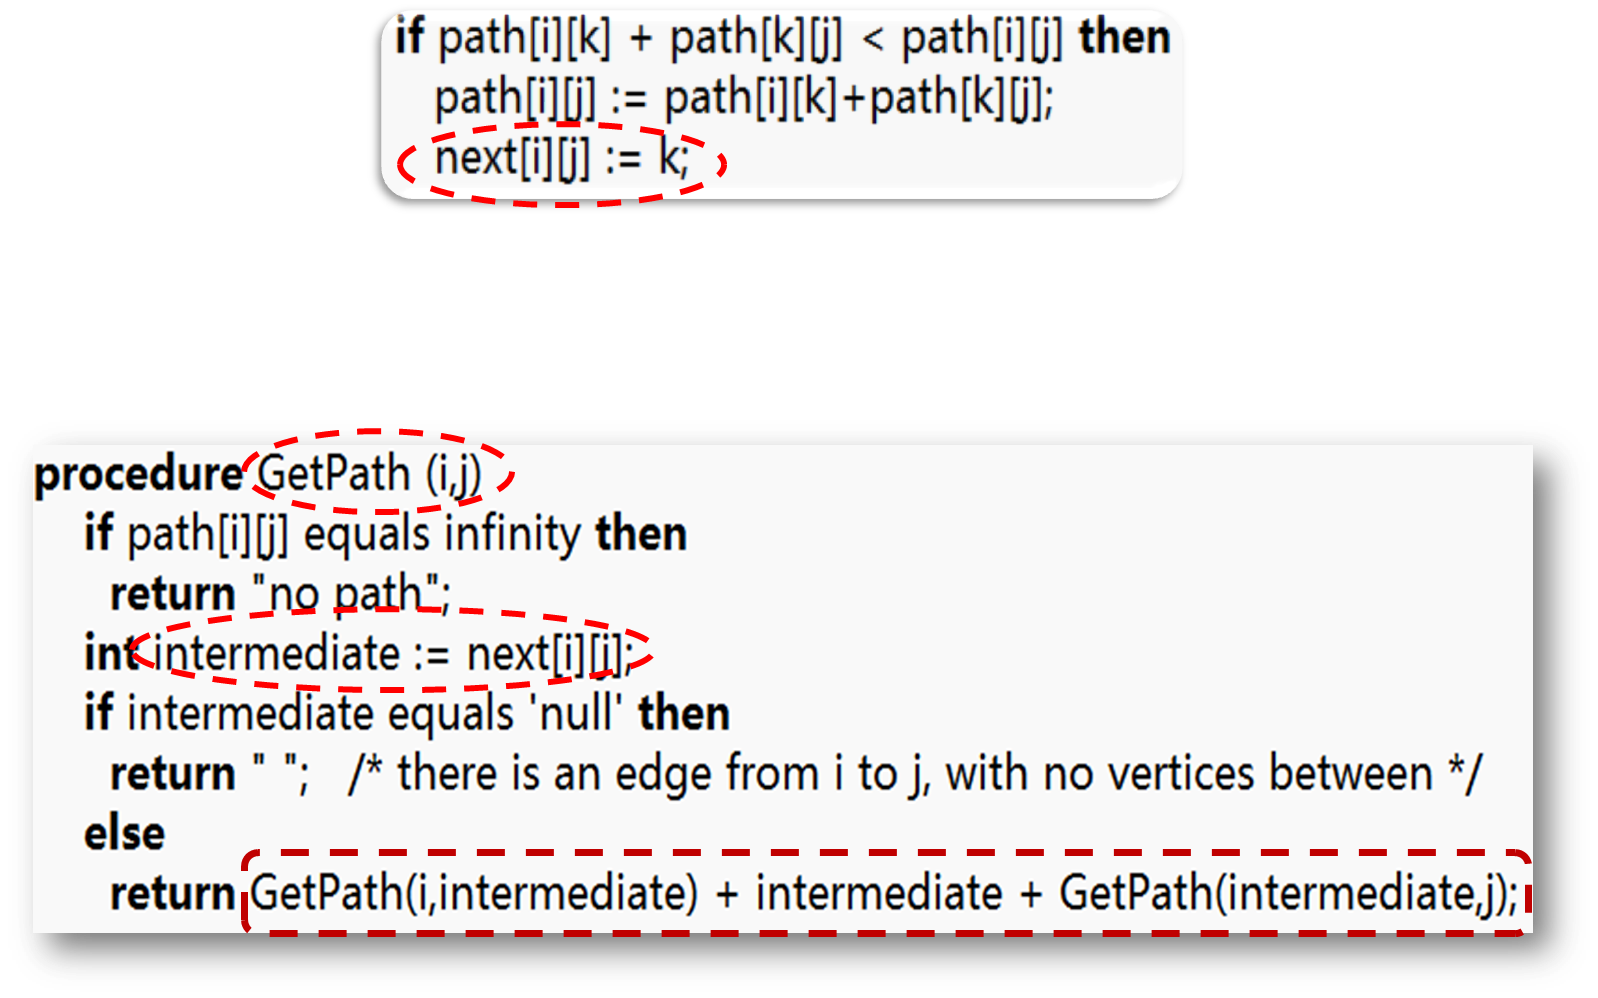 if path[i][k] + path[k][j] < path[i][j] then
path[i][j] := path[i][k]+path[k][j];
next[i][j] := k;
procedure GetPath (i,j)
if path[i][j] equals infinity then
return "no path";
int intermediate := next[i][j];
if intermediate equals 'null' then
return " "; /* there is an edge from i to j, with no vertices between */
else
return GetPath(i,intermediate) + intermediate + GetPath(intermediate,j);